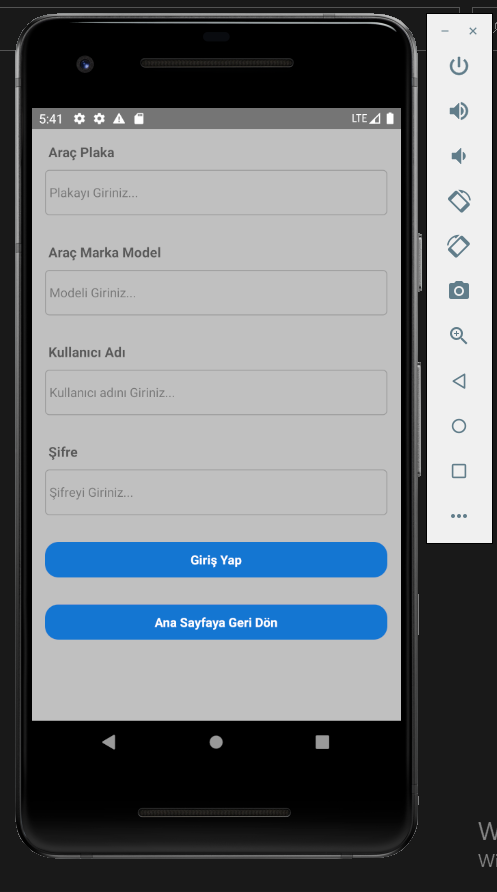 5:41
LTE
Araç Plaka
Plakayı Giriniz...
Araç Marka Model
Modeli Giriniz...
Kullanıcı Adı
Kullanıcı adını Giriniz...
Şifre
Şifreyi Giriniz...
Giriş Yap
Ana Sayfaya Geri Dön